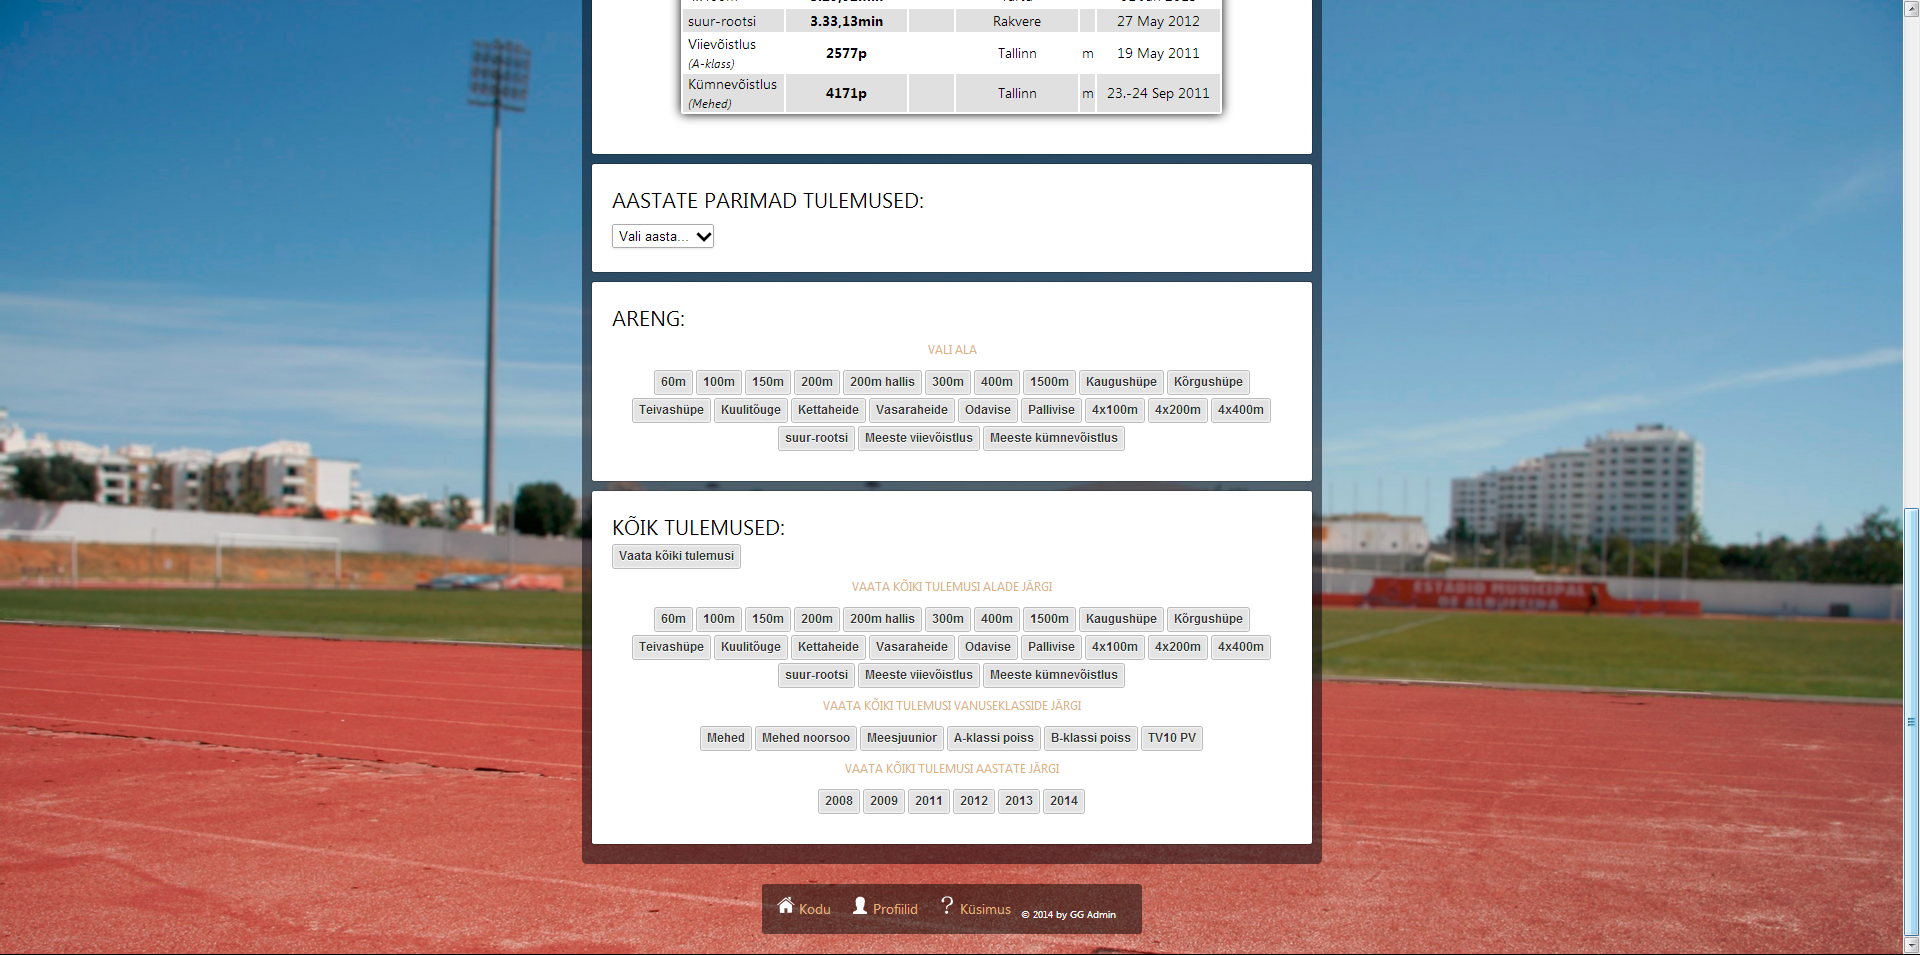 suur-rootsi 3.33,13min Rakvere 27 May 2012
Viievõistlus
(A-klass) 2577p Tallinn m 19 May 2011
Kümnevõistlus
(Mehed) 4171p Tallinn m 23.-24 Sep 2011
AASTATE PARIMAD TULEMUSED:
Vali aasta...
ARENG:
VALI ALA
60m 100m 150m 200m 200m hallis 300m 400m 1500m Kaugushüpe Kõrgushüpe
Teivashüpe Kuulitõuge Kettaheide Vasaraheide Odavise Pallivise 4x100m 4x200m 4x400m
suur-rootsi Meeste viievõistlus Meeste kümnevõistlus
KÕIK TULEMUSED:
Vaata kõiki tulemusi
VAATA KÕIKI TULEMUSI ALADE JÄRGI
60m 100m 150m 200m 200m hallis 300m 400m 1500m Kaugushüpe Kõrgushüpe
Teivashüpe Kuulitõuge Kettaheide Vasaraheide Odavise Pallivise 4x100m 4x200m 4x400m
suur-rootsi Meeste viievõistlus Meeste kümnevõistlus
VAATA KÕIKI TULEMUSI VANUSEKLASSIDE JÄRGI
Mehed Mehed noorsoo Meesjuunior A-klassi poiss B-klassi poiss TV10 PV
VAATA KÕIKI TULEMUSI AASTATE JÄRGI
2008 2009 2011 2012 2013 2014
ESTÁDIO MUNICIPAL
DE ALBUFEIRA
Kodu Profiilid Küsimus © 2014 by GG Admin